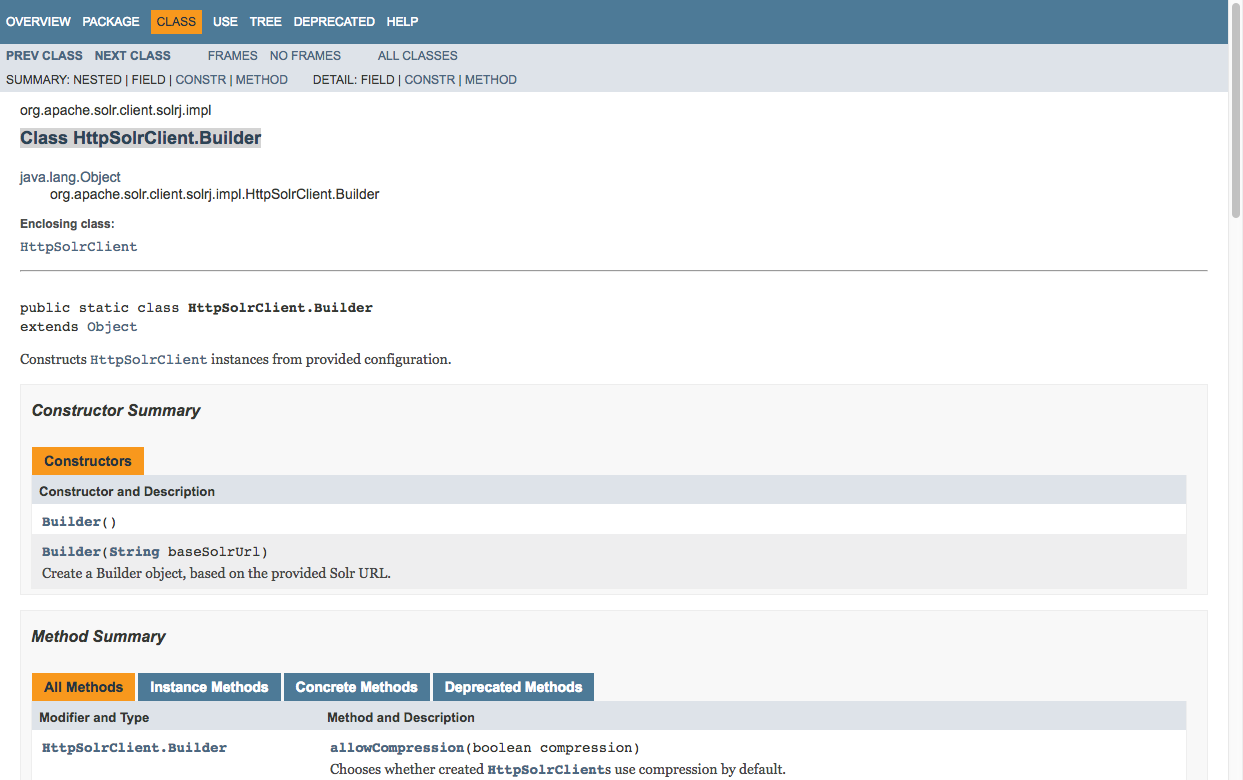 OVERVIEW PACKAGE CLASS USE TREE DEPRECATED HELP
PREV CLASS NEXT CLASS FRAMES NO FRAMES ALL CLASSES
SUMMARY: NESTED | FIELD | CONSTR | METHOD DETAIL: FIELD | CONSTR | METHOD
org.apache.solr.client.solrj.impl
Class HttpSolrClient.Builder
java.lang.Object
org.apache.solr.client.solrj.impl.HttpSolrClient.Builder
Enclosing class:
HttpSolrClient
public static class HttpSolrClient.Builder
extends Object
Constructs HttpSolrClient instances from provided configuration.
Constructor Summary
Constructors
Constructor and Description
Builder()
Builder(String baseSolrUrl)
Create a Builder object, based on the provided Solr URL.
Method Summary
All Methods Instance Methods Concrete Methods Deprecated Methods
Modifier and Type Method and Description
HttpSolrClient.Builder allowCompression(boolean compression)
Chooses whether created HttpSolrClients use compression by default.